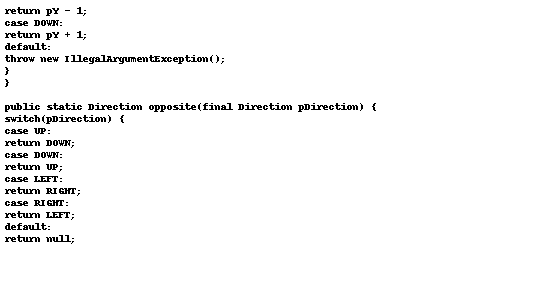 return pY - 1;
case DOWN:
return pY + 1;
default:
throw new IllegalArgumentException();
}
}

public static Direction opposite(final Direction pDirection) {
switch(pDirection) {
case UP:
return DOWN;
case DOWN:
return UP;
case LEFT:
return RIGHT;
case RIGHT:
return LEFT;
default:
return null;